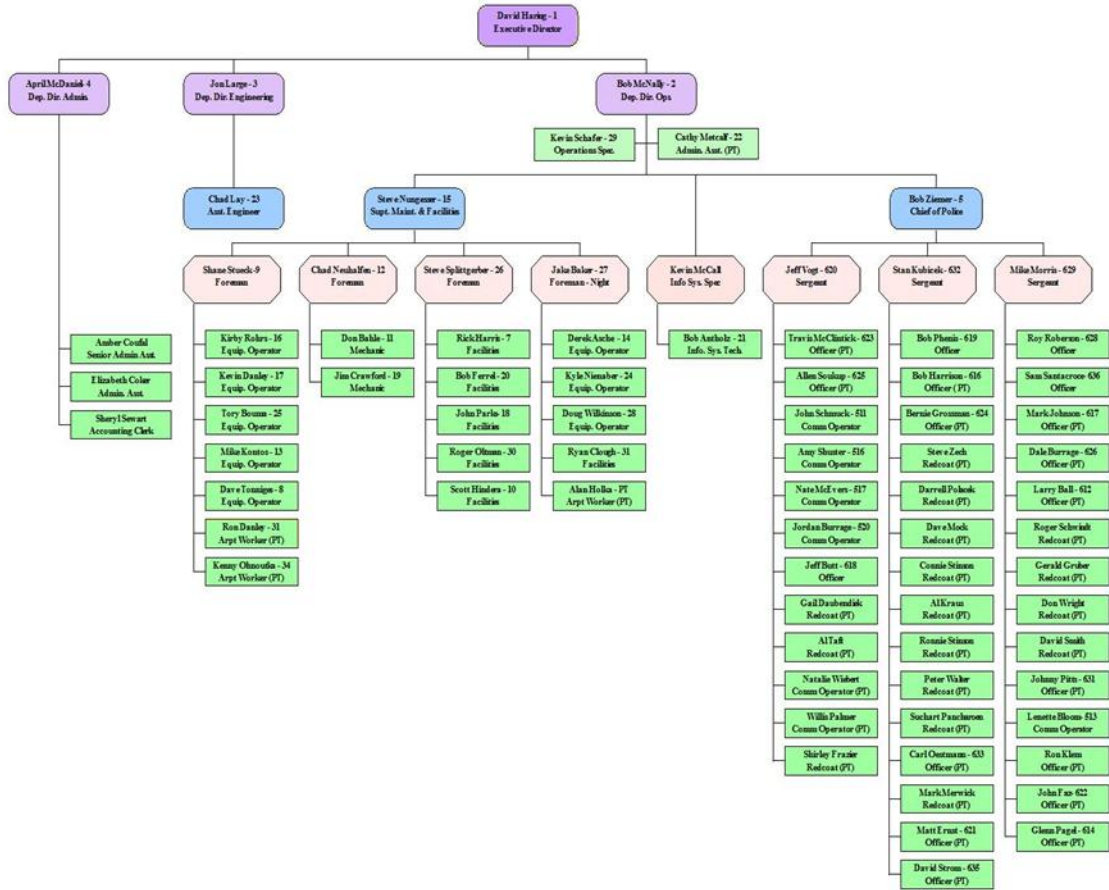 David Haring - 1
Executive Director
April McDaniel- 4
Dep. Dir. Admin.
Jon Large - 3
Dep. Dir. Engineering
Bob McNally - 2
Dep. Dir. Ops.
Kevin Schafer - 29
Operations Spec.
Cathy Metcalf - 22
Admin. Asst. (PT)
Chad Lay - 23
Asst. Engineer
Steve Nungesser - 15
Supt. Maint. & Facilities
Bob Ziemer - 5
Chief of Police
Shane Stueck- 9
Foreman
Chad Neuhalfen - 12
Foreman
Steve Splittgerber - 26
Foreman
Jake Baker - 27
Foreman - Night
Kevin McCall
Info Sys. Spec
Jeff Vogt - 620
Sergeant
Stan Kubicek - 632
Sergeant
Mike Morris - 629
Sergeant
Amber Coufal
Senior Admin Asst.
Elizabeth Coker
Admin. Asst.
Sheryl Sewart
Accounting Clerk
Kirby Rohrs - 16
Equip. Operator
Kevin Danley - 17
Equip. Operator
Tory Bouma - 25
Equip. Operator
Mike Kontos - 13
Equip. Operator
Dave Tonniges - 8
Equip. Operator
Ron Danley - 31
Arpt Worker (PT)
Kenny Ohnoutka - 34
Arpt Worker (PT)
Don Bahle - 11
Mechanic
Jim Crawford - 19
Mechanic
Rick Harris - 7
Facilities
Bob Ferrel - 20
Facilities
John Parks- 18
Facilities
Roger Oltman - 30
Facilities
Scott Hindera - 10
Facilities
Derek Asche - 14
Equip. Operator
Kyle Nienaber - 24
Equip. Operator
Doug Wilkinson - 28
Equip. Operator
Ryan Clough - 31
Facilities
Alan Holka - PT
Arpt Worker (PT)
Bob Antholz - 21
Info. Sys. Tech.
Travis McClintick - 623
Officer (PT)
Allen Soukup - 625
Officer (PT)
John Schmuck - 511
Comm Operator
Amy Shunter - 516
Comm Operator
Nate McEvers - 517
Comm Operator
Jordan Burrage - 520
Comm Operator
Jeff Butt - 618
Officer
Gail Daubendiek
Redcoat (PT)
Al Taft
Redcoat (PT)
Natalie Wiebert
Comm Operator (PT)
Willis Palmer
Comm Operator (PT)
Shirley Frazier
Redcoat (PT)
Bob Phenis - 619
Officer
Bob Harrison - 616
Officer (PT)
Bernie Grossman - 624
Officer (PT)
Steve Zech
Redcoat (PT)
Darrell Polacek
Redcoat (PT)
Dave Mock
Redcoat (PT)
Connie Stinson
Redcoat (PT)
Al Kraus
Redcoat (PT)
Ronnie Stinson
Redcoat (PT)
Peter Walter
Redcoat (PT)
Suchart
Redcoat (PT)
Carl Oestmann - 633
Officer (PT)
Mark Merwick
Redcoat (PT)
Matt Ernst - 621
Officer (PT)
David Strom - 635
Officer (PT)
Roy Roberson - 628
Officer
Sam Santacroce - 636
Officer
Mark Johnson - 617
Officer (PT)
Dale Burrage - 626
Officer (PT)
Larry Ball - 612
Officer (PT)
Roger Schwindt
Redcoat (PT)
Gerald Gruber
Redcoat (PT)
Don Wright
Redcoat (PT)
David Smith
Redcoat (PT)
Johnny Pitts - 631
Officer (PT)
Lenette Bloom- 513
Comm Operator
Ron Klem
Officer (PT)
John Fax- 622
Officer (PT)
Glenn Pagel - 614
Officer (PT)